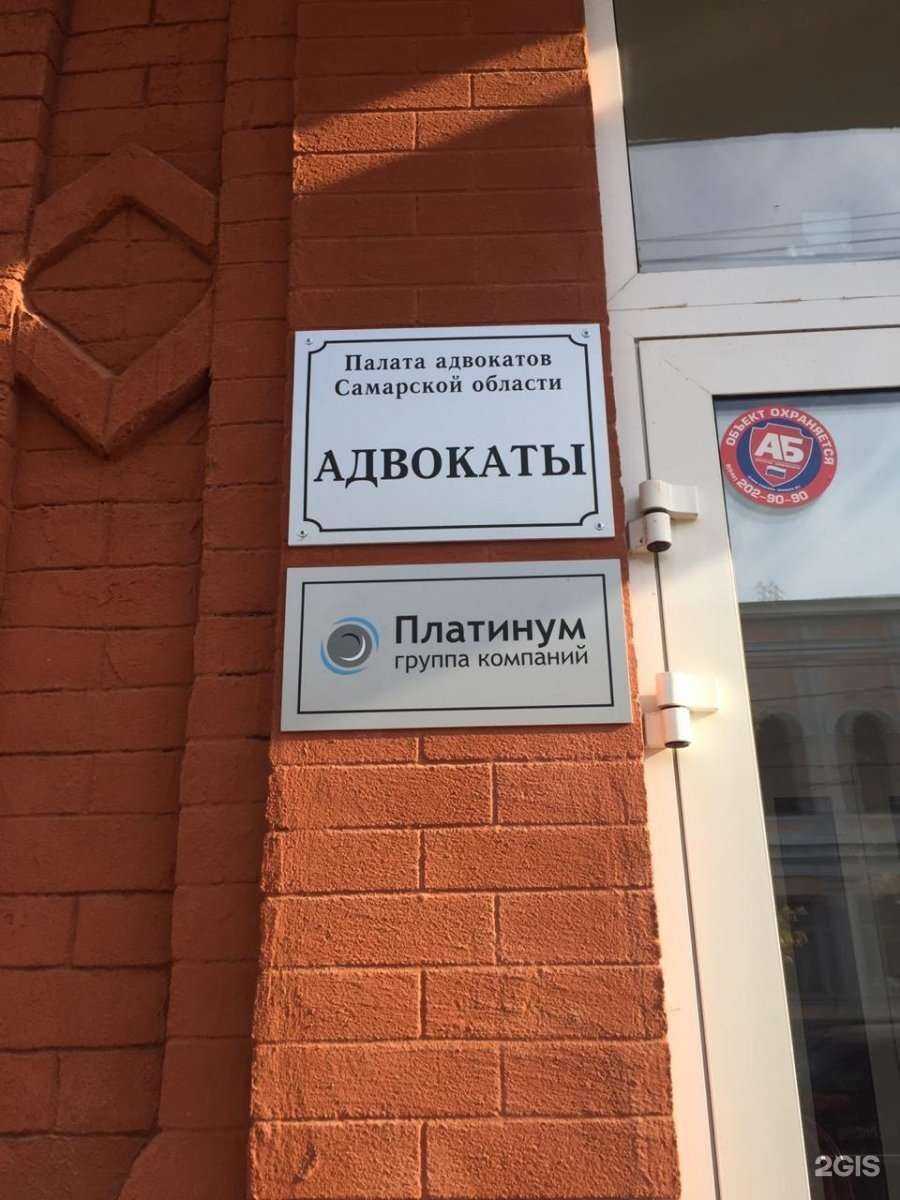 Палата адвокатов
Самарской области
АДВОКАТЫ
Платинум
группа компаний
ОБЪЕКТ ОХРАНЯЕТСЯ
АБ
202-90-90
2GIS